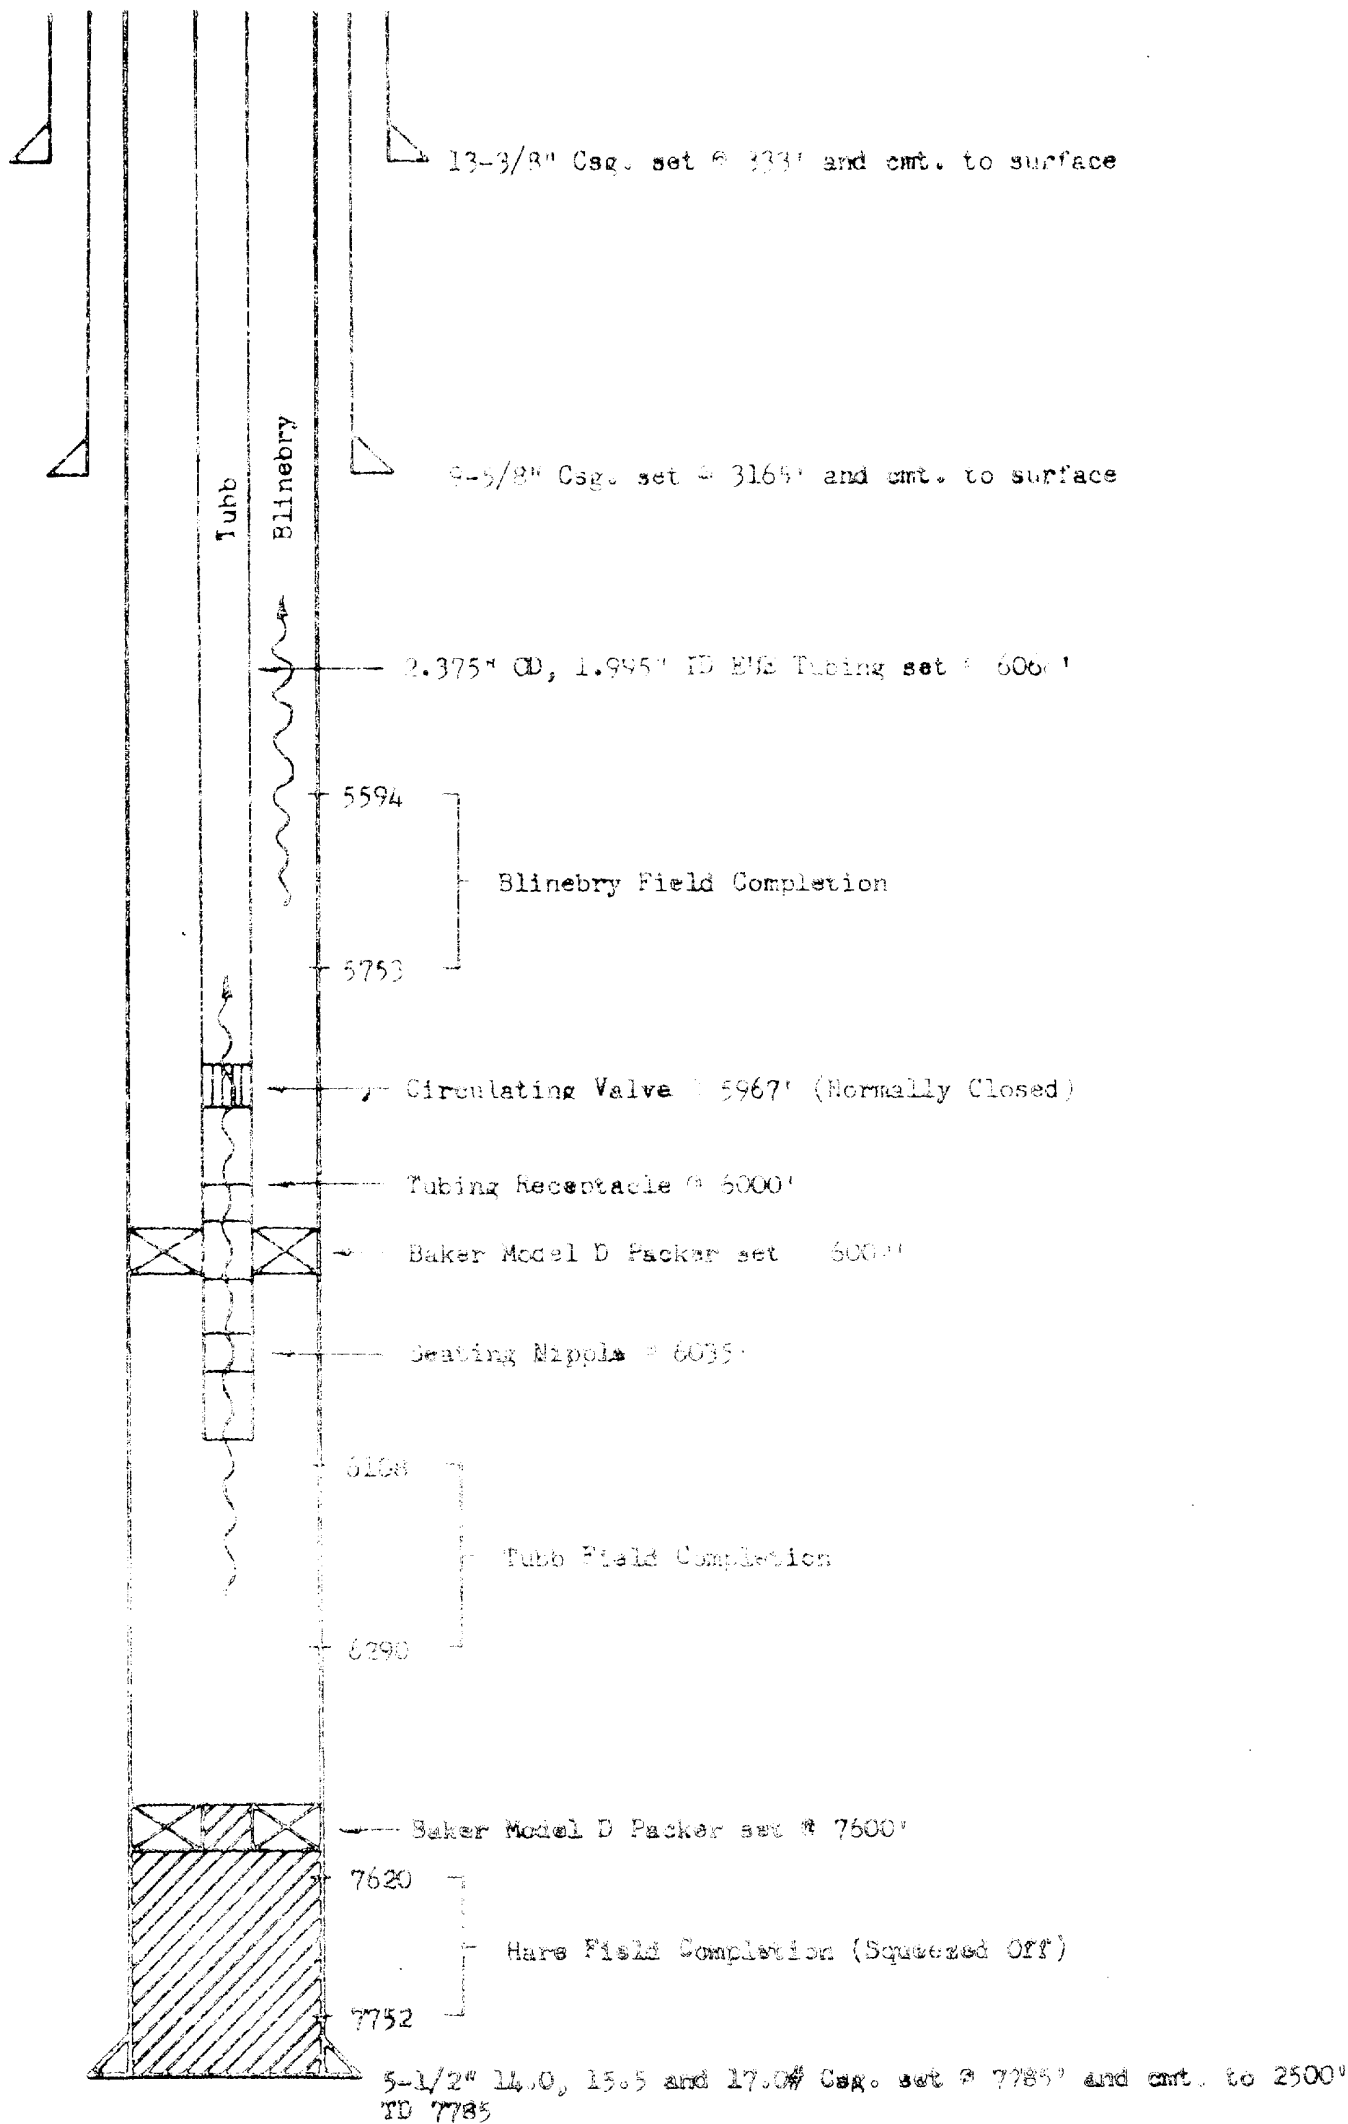 13-3/8" Csg. set @ 333' and cmt. to surface
9-5/8" Csg. set @ 3165' and cmt. to surface
Tubb
Blinebry
2.375" OD, 1.995" ID EUE Tubing set @
5594
Blinebry Field Completion
5753
Circulating Valve @ 5967' (Normally Closed)
Tubing Receptacle @ 6000'
Baker Model D Packer set
Seating Nipple @ 6035'
6108
Tubb Field Completion
6290
Baker Model D Packer set @ 7600'
7620
Hare Field Completion (Squeezed Off)
7752
5-1/2" 14.0, 15.5 and 17.0# Csg. set @ 7785' and cmt. to 2500'
TD 7785